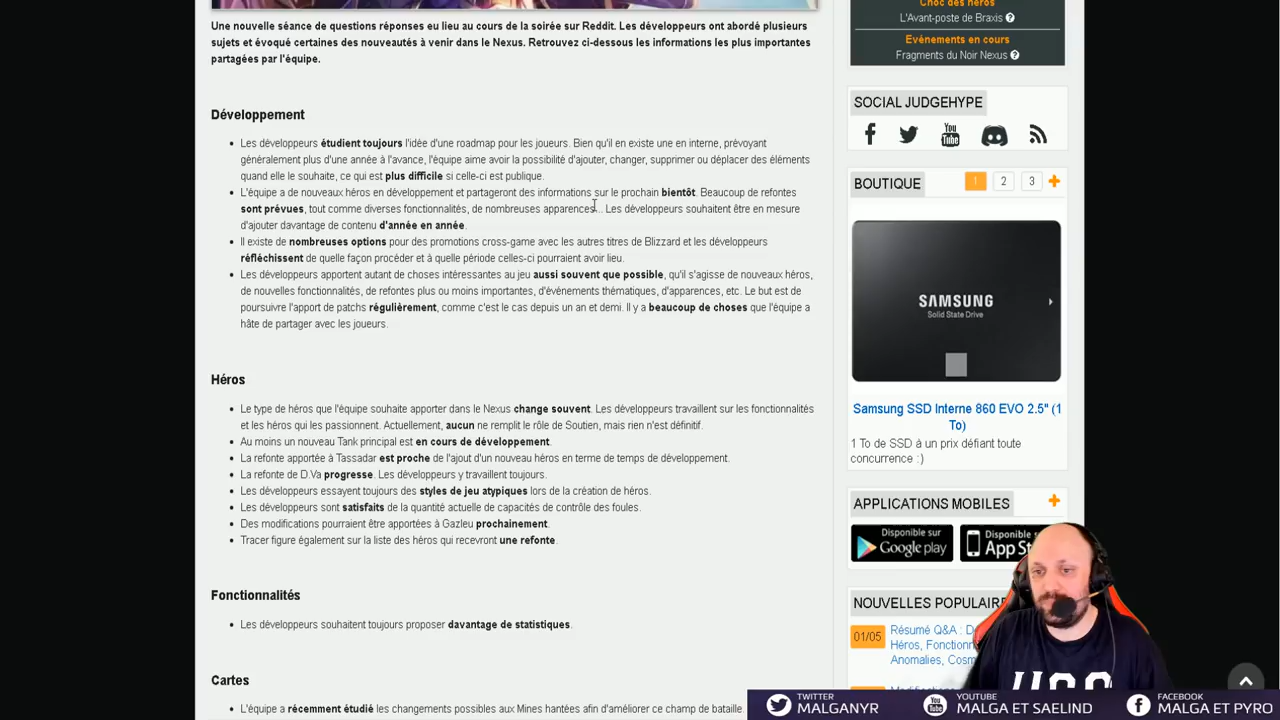 Une nouvelle séance de questions réponses eu lieu au cours de la soirée sur Reddit. Les développeurs ont abordé plusieurs
sujets et évoqué certaines des nouveautés à venir dans le Nexus. Retrouvez ci-dessous les informations les plus importantes
partagées par l'équipe.
Développement
Les développeurs étudient toujours l'idée d'une roadmap pour les joueurs. Bien qu'il en existe une en interne, prévoyant
généralement plus d'une année à l'avance, l'équipe aime avoir la possibilité d'ajouter, changer, supprimer ou déplacer des éléments
quand elle le souhaite, ce qui est plus difficile si celle-ci est publique.
L'équipe a de nouveaux héros en développement et partageront des informations sur le prochain bientôt. Beaucoup de refontes
sont prévues, tout comme diverses fonctionnalités, de nombreuses apparences... Les développeurs souhaitent être en mesure
d'ajouter davantage de contenu d'année en année.
Il existe de nombreuses options pour des promotions cross-game avec les autres titres de Blizzard et les développeurs
réfléchissent de quelle façon procéder et à quelle période celles-ci pourraient avoir lieu.
Les développeurs apportent autant de choses intéressantes au jeu aussi souvent que possible, qu'il s'agisse de nouveaux héros,
de nouvelles fonctionnalités, de refontes plus ou moins importantes, d'événements thématiques, d'apparences, etc. Le but est de
poursuivre l'apport de patchs régulièrement, comme c'est le cas depuis un an et demi. Il y a beaucoup de choses que l'équipe a
hâte de partager avec les joueurs.
Héros
Le type de héros que l'équipe souhaite apporter dans le Nexus change souvent. Les développeurs travaillent sur les fonctionnalités
et les héros qui les passionnent. Actuellement, aucun ne remplit le rôle de Soutien, mais rien n'est définitif.
Au moins un nouveau Tank principal est en cours de développement.
La refonte apportée à Tassadar est proche de l'ajout d'un nouveau héros en terme de temps de développement.
La refonte de D.Va progresse. Les développeurs y travaillent toujours.
Les développeurs essayent toujours des styles de jeu atypiques lors de la création de héros.
Les développeurs sont satisfaits de la quantité actuelle de capacités de contrôle des foules.
Des modifications pourraient être apportées à Gazleu prochainement.
Tracer figure également sur la liste des héros qui recevront une refonte.
Fonctionnalités
Les développeurs souhaitent toujours proposer davantage de statistiques.
Cartes
L'équipe a récemment étudié les changements possibles aux Mines hantées afin d'améliorer ce champ de bataille.
Choc des héros
L'Avant-poste de Braxis ?
Evènements en cours
Fragments du Noir Nexus ?
SOCIAL JUDGEHYPE
You Tube
BOUTIQUE
1 2 3
SAMSUNG
Solid State Drive
Samsung SSD Interne 860 EVO 2.5" (1
To)
1 To de SSD à un prix défiant toute
concurrence :)
APPLICATIONS MOBILES
Disponible sur
Google play
Disponible
App St
NOUVELLES POPULAIRE
01/05
Résumé Q&A : D
Héros, Fonctionn
Anomalies, Cosm
TWITTER
MALGANYR
YOUTUBE
MALGA ET SAELIND
FACEBOOK
MALGA ET PYRO